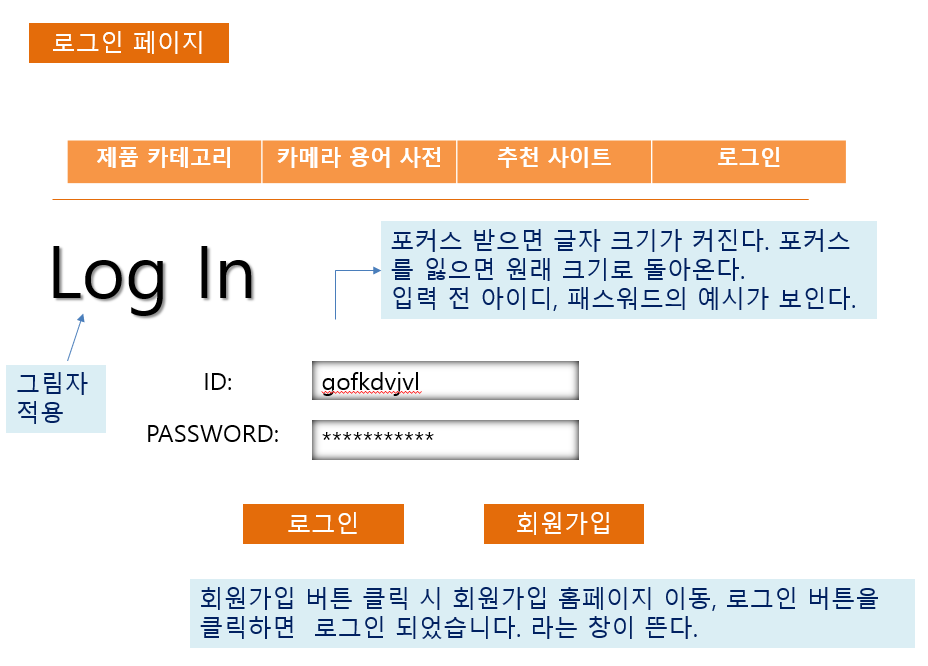 로그인 페이지
제품 카테고리 카메라 용어 사전 추천 사이트 로그인
Log In
포커스 받으면 글자 크기가 커진다. 포커스
를 잃으면 원래 크기로 돌아온다.
입력 전 아이디, 패스워드의 예시가 보인다.
그림자
적용
ID: gofkdvjvl
PASSWORD: ***********
로그인 회원가입
회원가입 버튼 클릭 시 회원가입 홈페이지 이동, 로그인 버튼을
클릭하면 로그인 되었습니다. 라는 창이 뜬다.